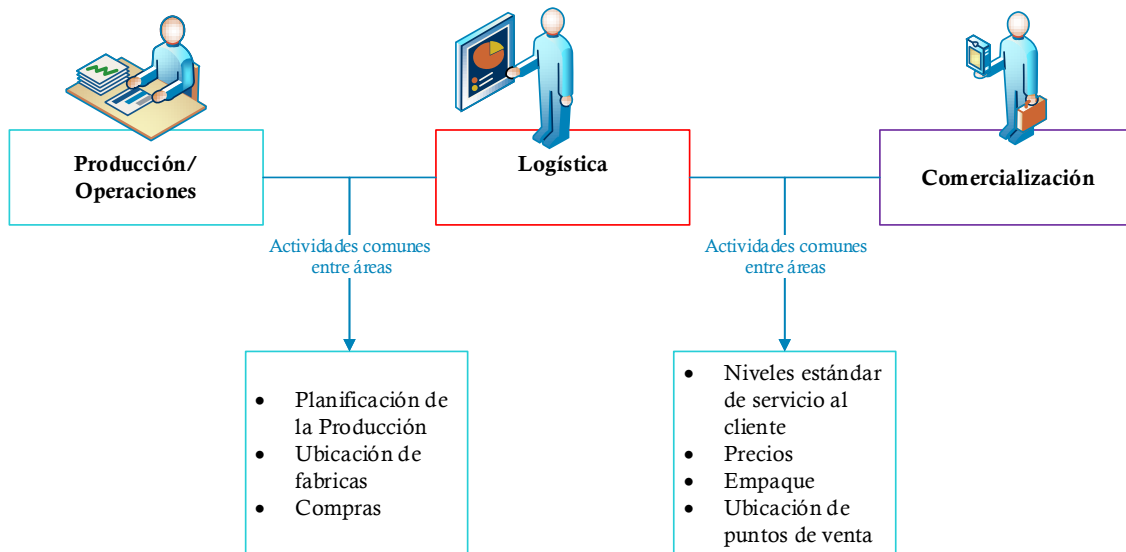 Producción/
Operaciones
Logística
Comercialización
Actividades comunes
entre áreas
Actividades comunes
entre áreas
• Planificación de
la Producción
• Ubicación de
fabricas
• Compras
• Niveles estándar
de servicio al
cliente
• Precios
• Empaque
• Ubicación de
puntos de venta